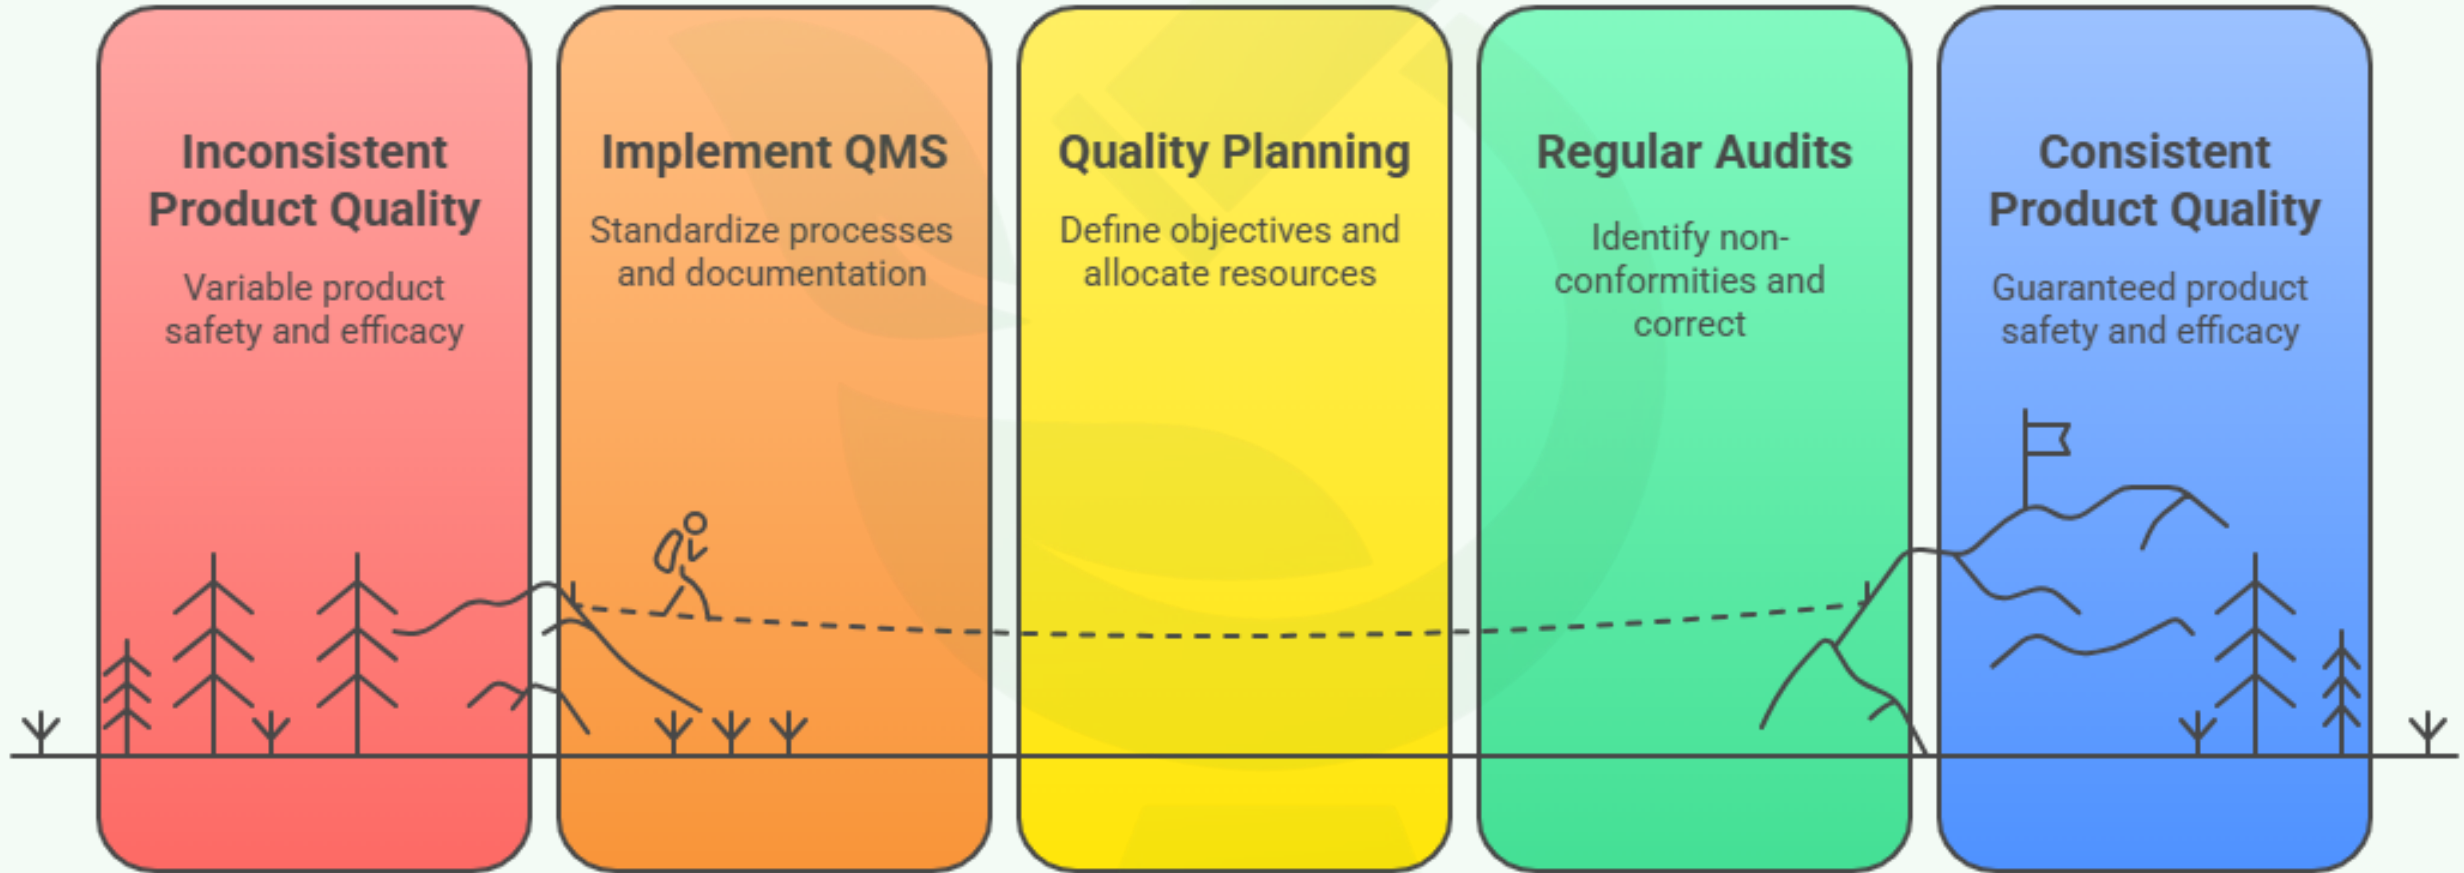 Inconsistent
Product Quality
Variable product
safety and efficacy
Implement QMS
Standardize processes
and documentation
Quality Planning
Define objectives and
allocate resources
Regular Audits
Identify non-
conformities and
correct
Consistent
Product Quality
Guaranteed product
safety and efficacy